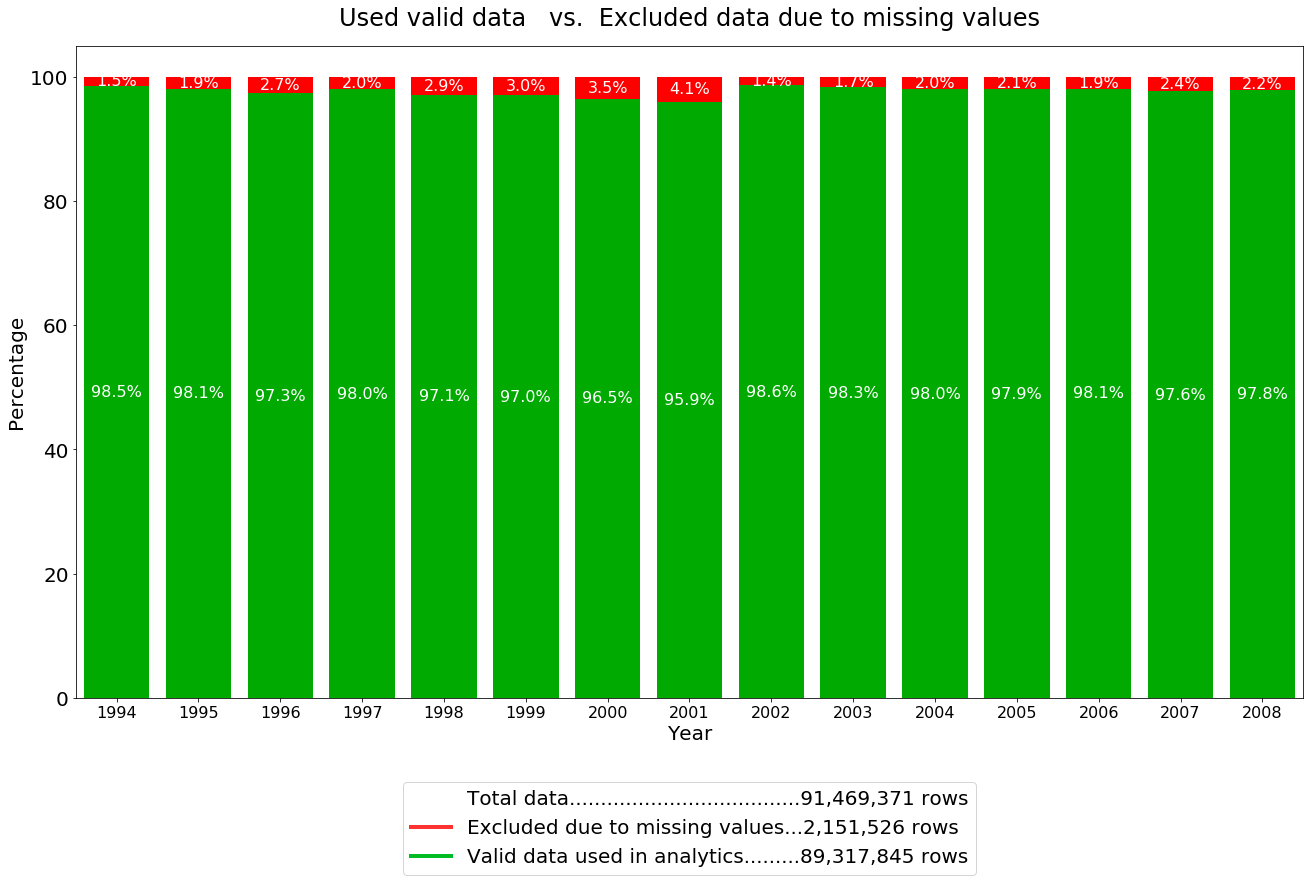 Used valid data   vs.  Excluded data due to missing values
100
80
60
40
20
0
Percentage
1.5% 1.9% 2.7% 2.0% 2.9% 3.0% 3.5% 4.1% 1.4% 1.7% 2.0% 2.1% 1.9% 2.4% 2.2%
98.5% 98.1% 97.3% 98.0% 97.1% 97.0% 96.5% 95.9% 98.6% 98.3% 98.0% 97.9% 98.1% 97.6% 97.8%
1994 1995 1996 1997 1998 1999 2000 2001 2002 2003 2004 2005 2006 2007 2008
Year
Total data.....................................91,469,371 rows
Excluded due to missing values...2,151,526 rows
Valid data used in analytics.........89,317,845 rows